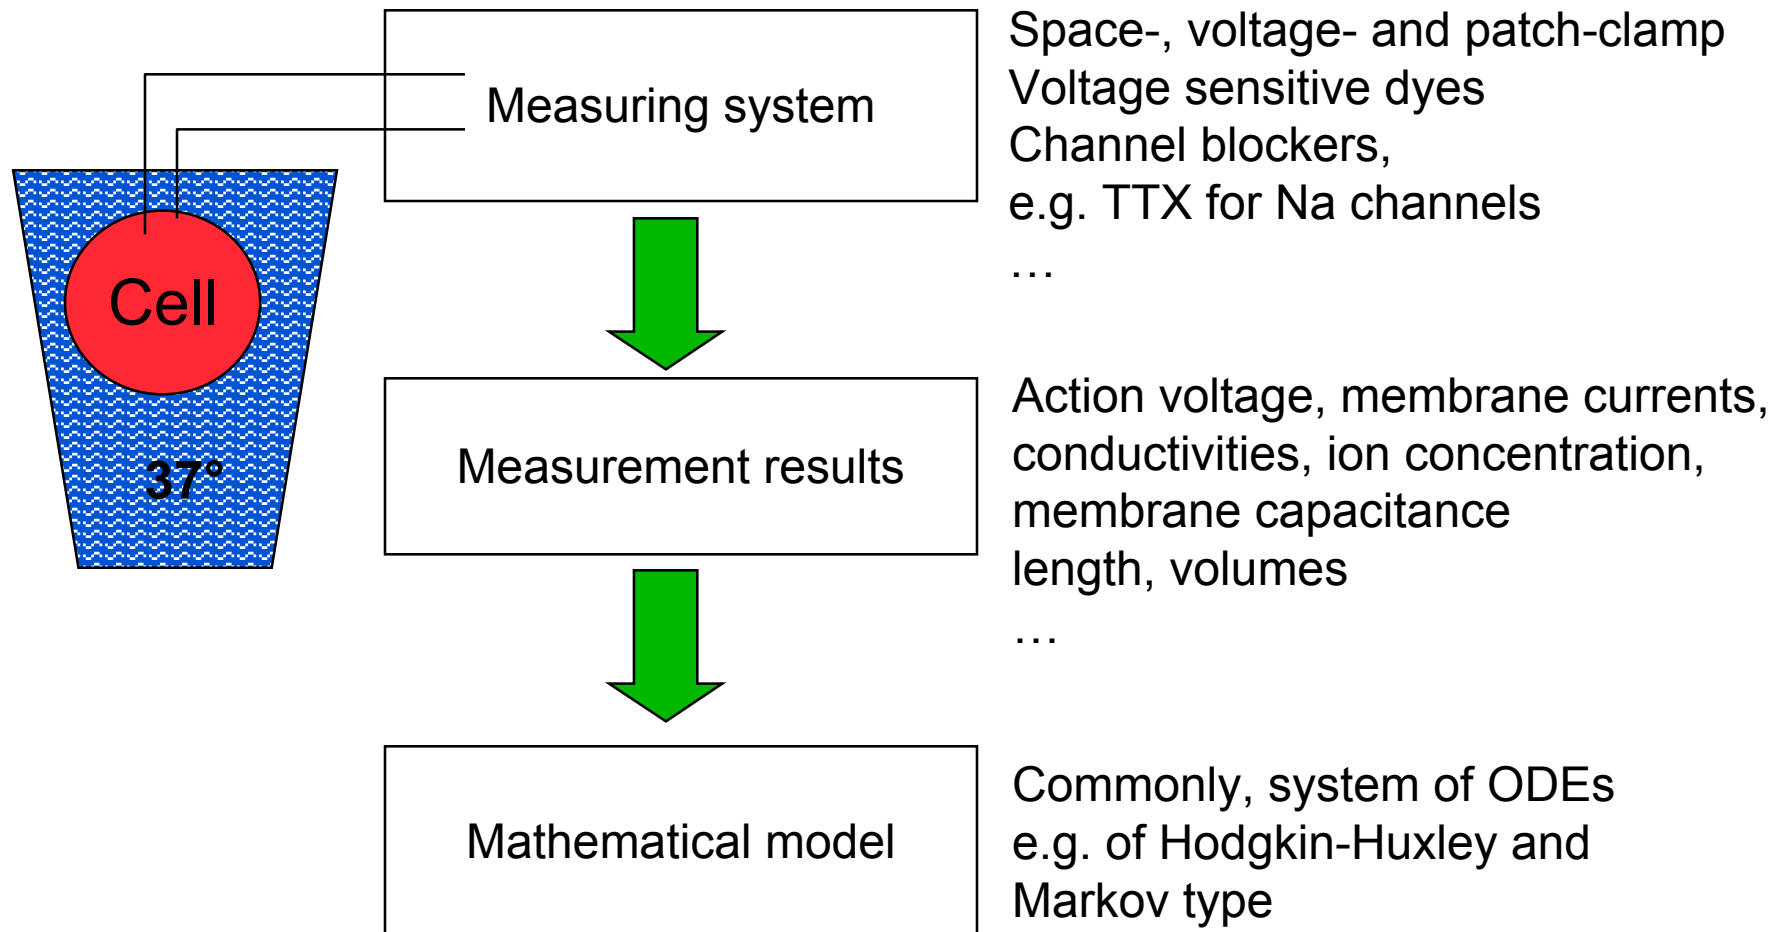 Measuring system
Space-, voltage- and patch-clamp
Voltage sensitive dyes
Channel blockers,
e.g. TTX for Na channels
…
Cell
37°
Measurement results
Action voltage, membrane currents,
conductivities, ion concentration,
membrane capacitance
length, volumes
…
Mathematical model
Commonly, system of ODEs
e.g. of Hodgkin-Huxley and
Markov type